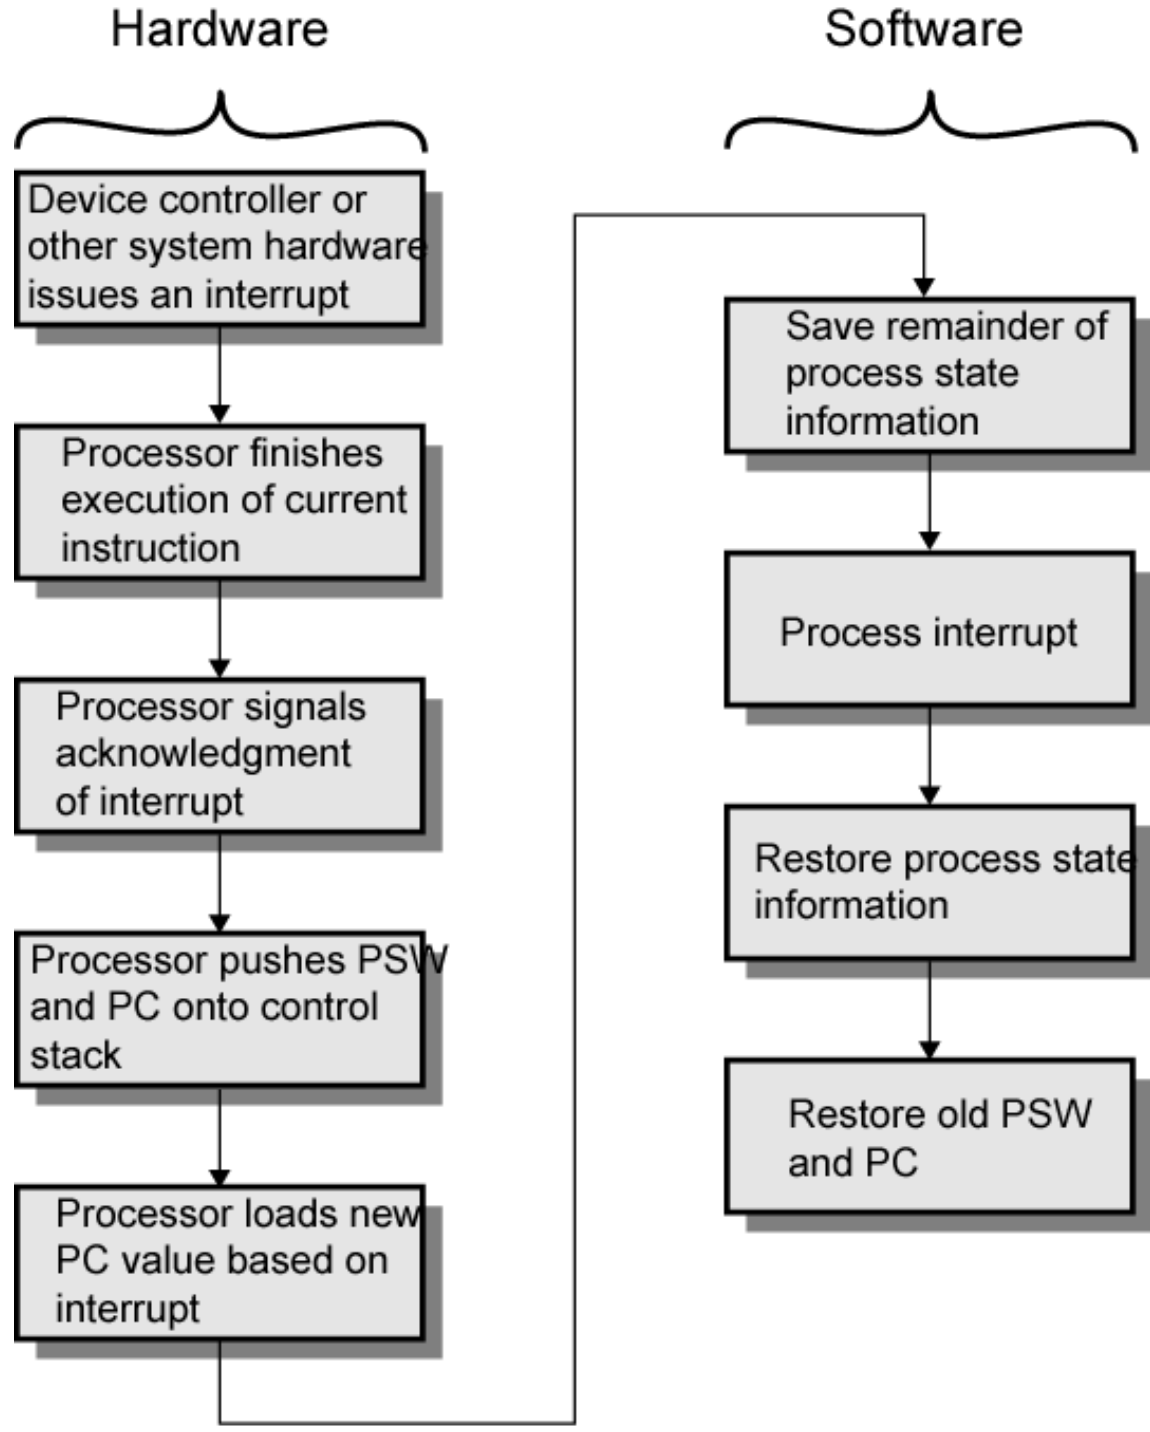 Hardware
Device controller or
other system hardware
issues an interrupt
Processor finishes
execution of current
instruction
Processor signals
acknowledgment
of interrupt
Processor pushes PSW
and PC onto control
stack
Processor loads new
PC value based on
interrupt
Software
Save remainder of
process state
information
Process interrupt
Restore process state
information
Restore old PSW
and PC